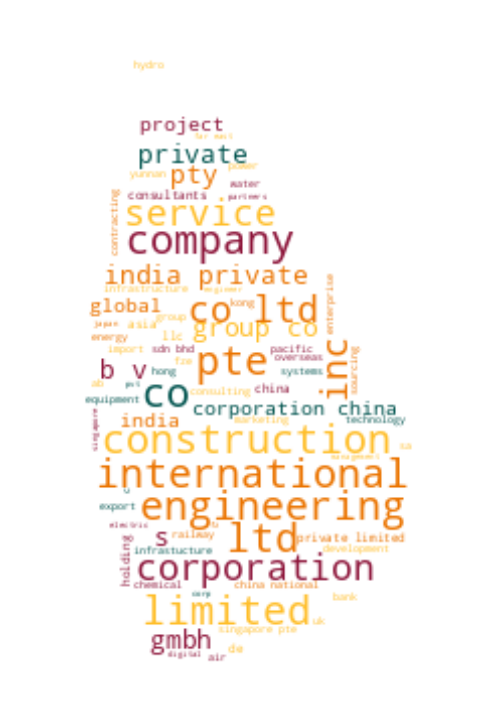 hydro
project
far east
private
yunnan pty power
water
consultants partners
service
contracting
company
india private
infrastructure engineer
enterprise
global co ltd kong
group
japan asia group co
energy llc
import sdn bhd pacific
pte overseas
inc
sourcing
b v hong fze systems
ab pvt consulting china
equipment co
corporation china
singapore
india marketing technology
construction sa
management
international
export engineering
electric
s ltd
railway private limited
holding infrastucture development
corporation
chemical china national
corp bank
limited uk
singapore pte
gmbh de
digital air